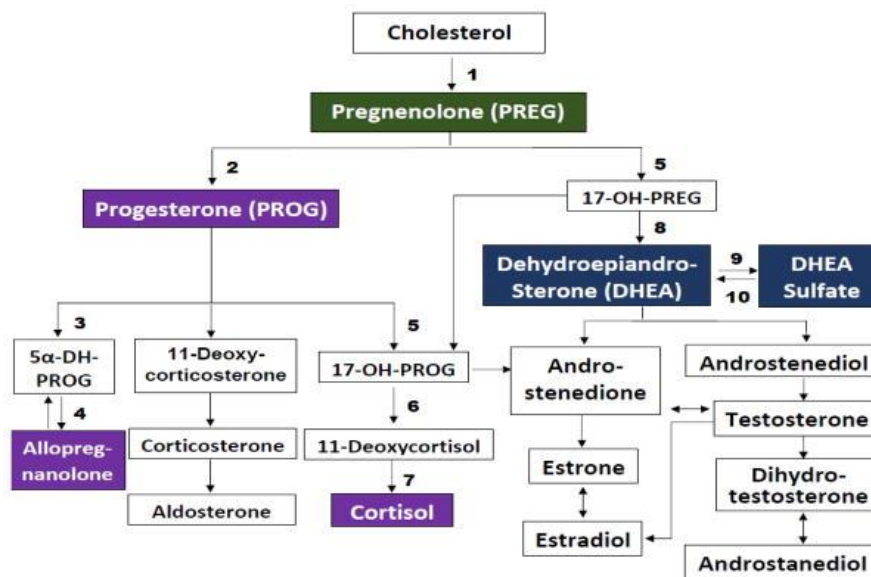 Cholesterol
1
Pregnenolone (PREG)
2
5
Progesterone (PROG)
17-OH-PREG
8
Dehydroepiandro-
Sterone (DHEA)
9
10
DHEA
Sulfate
3
5
5α-DH-
PROG
11-Deoxy-
corticosterone
17-OH-PROG
Andro-
stenedione
Androstenediol
4
6
Testosterone
Allopreg-
nanolone
Corticosterone
11-Deoxycortisol
Estrone
Dihydro-
testosterone
7
Aldosterone
Cortisol
Estradiol
Androstanediol